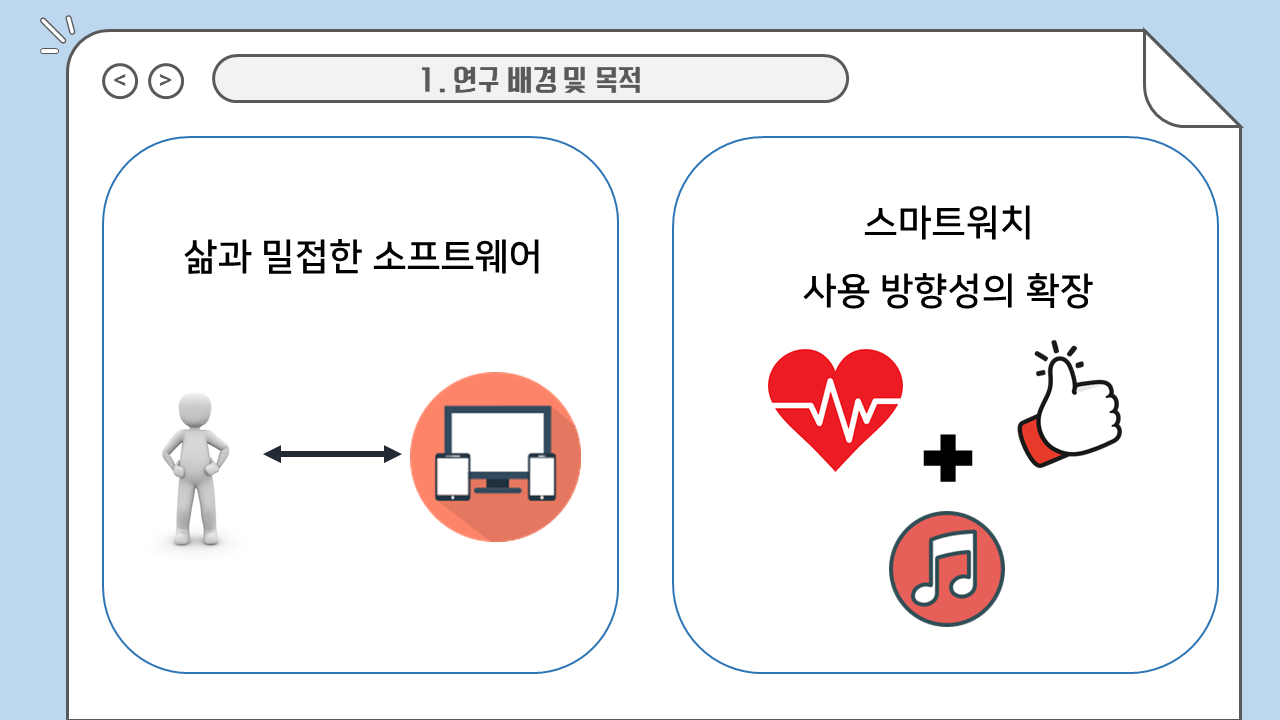 < >
1. 연구 배경 및 목적
삶과 밀접한 소프트웨어
스마트워치
사용 방향성의 확장